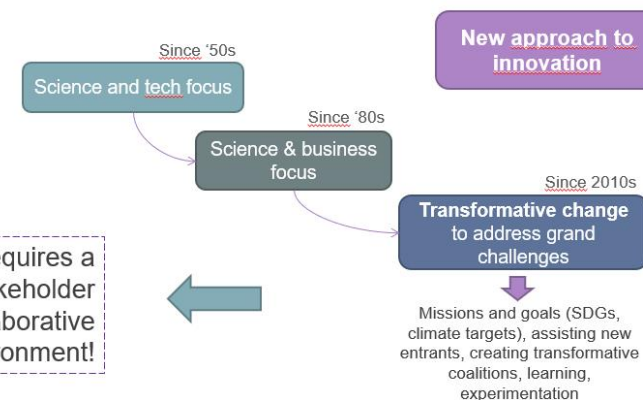 New approach to
innovation
Since ‘50s
Science and tech focus
Since ‘80s
Science & business
focus
Since 2010s
Transformative change
to address grand
challenges
Missions and goals (SDGs,
climate targets), assisting new
entrants, creating transformative
coalitions, learning,
experimentation
equires a
keholder
aborative
onment!